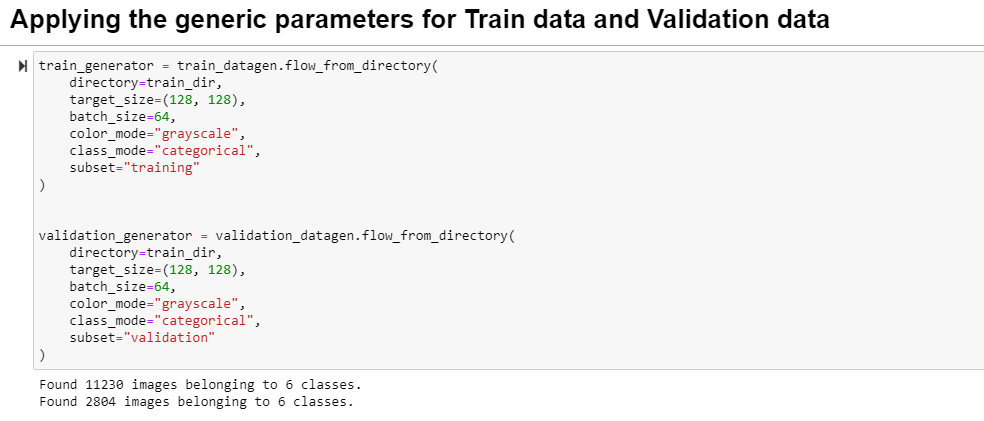 Applying the generic parameters for Train data and Validation data
train_generator = train_datagen.flow_from_directory(
    directory=train_dir,
    target_size=(128, 128),
    batch_size=64,
    color_mode="grayscale",
    class_mode="categorical",
    subset="training"
)
validation_generator = validation_datagen.flow_from_directory(
    directory=train_dir,
    target_size=(128, 128),
    batch_size=64,
    color_mode="grayscale",
    class_mode="categorical",
    subset="validation"
)
Found 11230 images belonging to 6 classes.
Found 2804 images belonging to 6 classes.